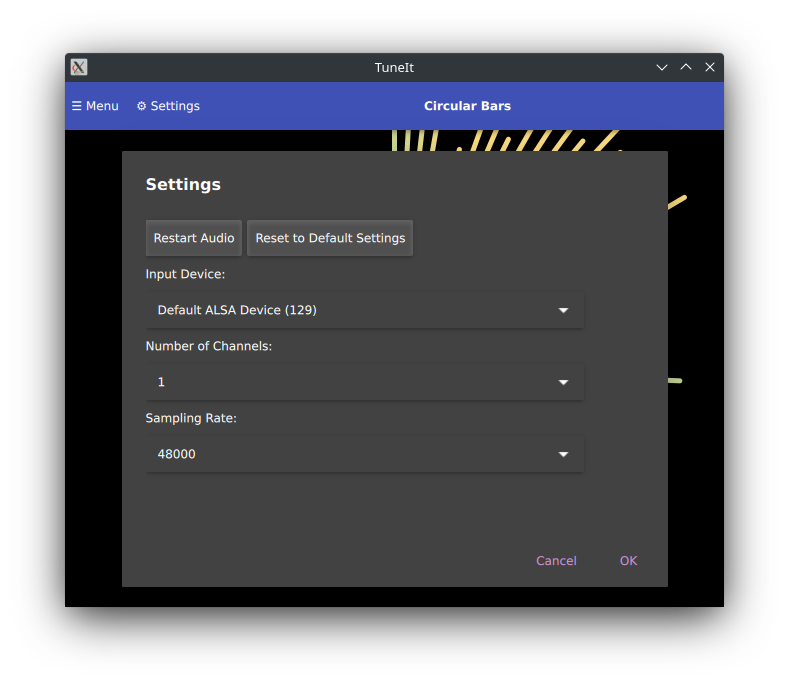 TuneIt
☰ Menu ⚙ Settings Circular Bars
Settings
Restart Audio Reset to Default Settings
Input Device:
Default ALSA Device (129)
Number of Channels:
1
Sampling Rate:
48000
Cancel OK